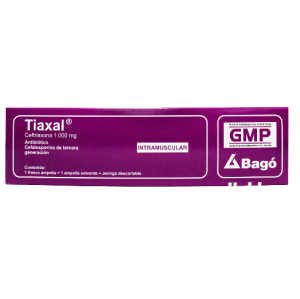 Tiaxal®
Ceftriaxona 1.000 mg
Antibiótico
Cefalosporina de tercera
generación
INTRAMUSCULAR
Contenido:
1 frasco ampolla + 1 ampolla solvente + Jeringa descartable
GMP
Bagó